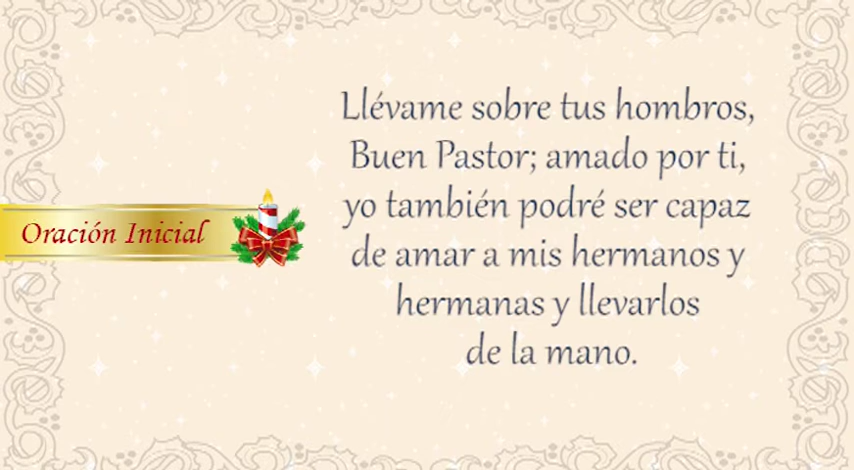 Oración Inicial
Llévame sobre tus hombros,
Buen Pastor; amado por ti,
yo también podré ser capaz
de amar a mis hermanos y
hermanas y llevarlos
de la mano.